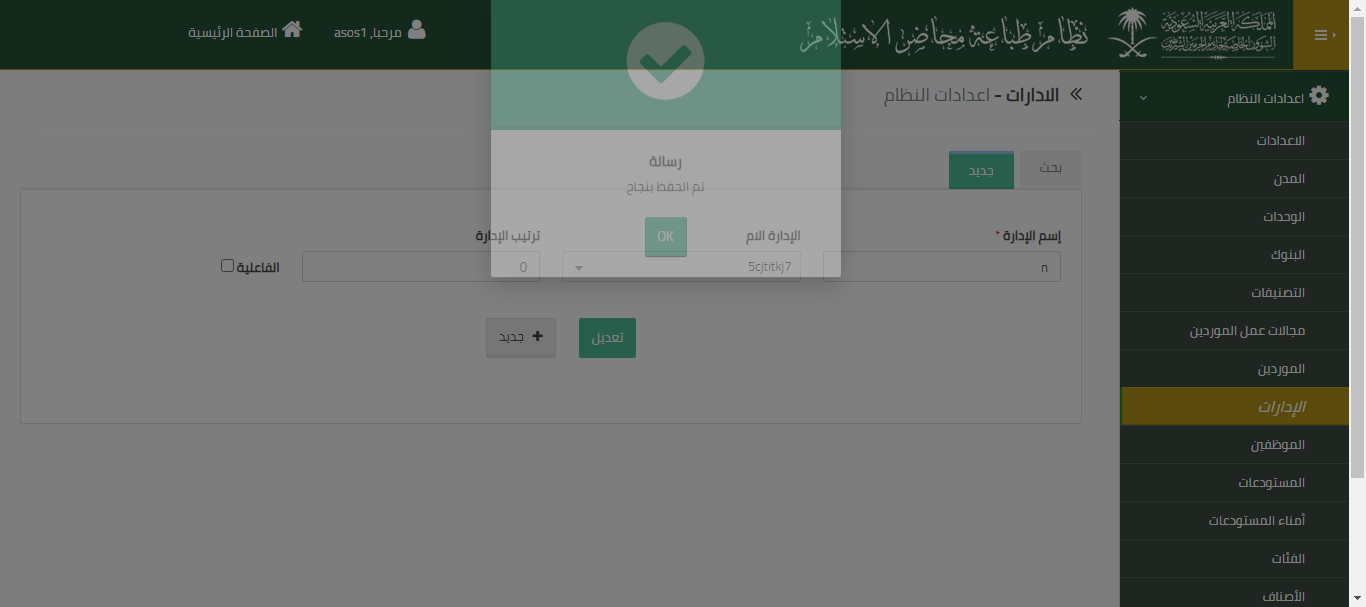 المملكة العربية السعودية
الشؤون الخاصة لخادم الحرمين الشريفين
نظام طباعة محاضر الاستلام
مرحبا, asos1
الصفحة الرئيسية
اعدادات النظام
الاعدادات
المدن
الوحدات
البنوك
التصنيفات
مجالات عمل الموردين
الموردين
الإدارات
الموظفين
المستودعات
أمناء المستودعات
الفئات
الأصناف
الادارات - اعدادات النظام
بحث
جديد
رسالة
تم الحفظ بنجاح
OK
إسم الإدارة *
الإدارة الام
ترتيب الإدارة
n
5cjtitkj7
0
الفاعلية
تعديل
جديد